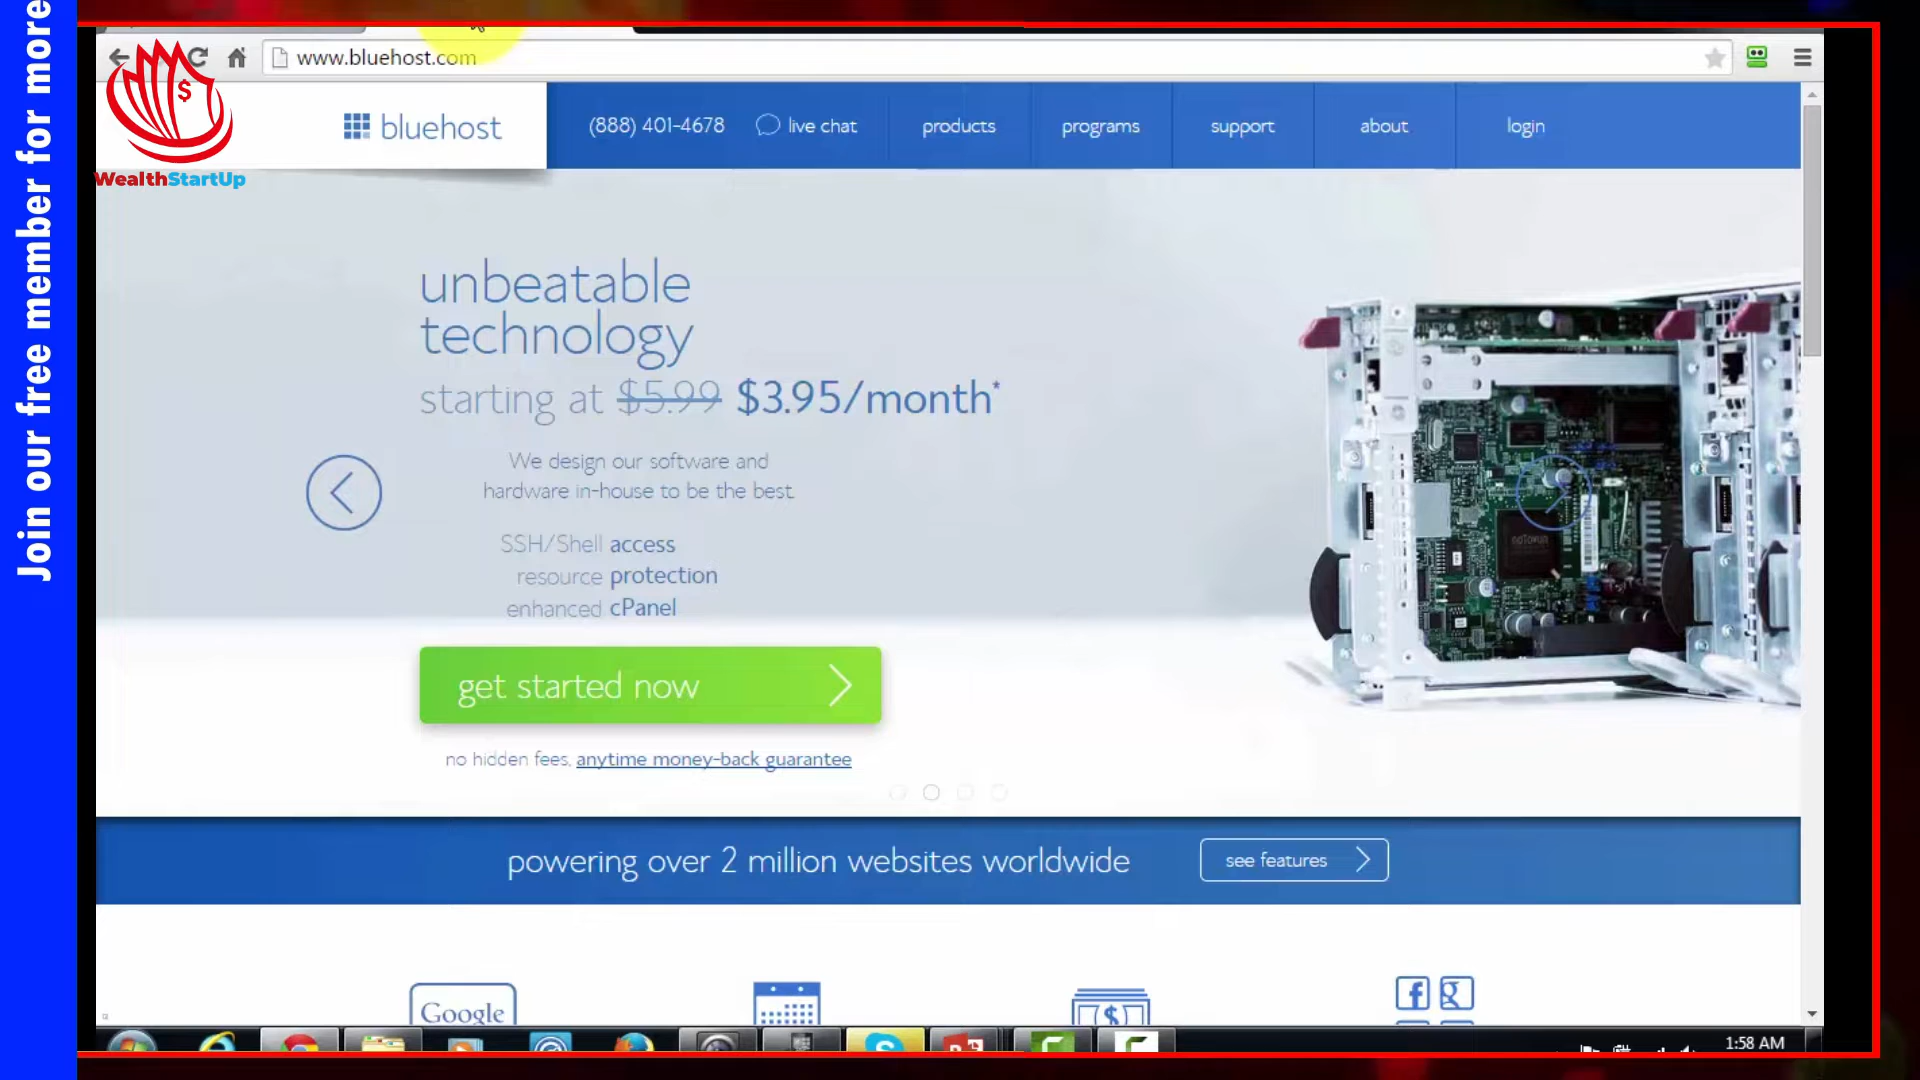 Join our free member for more
www.bluehost.com
$
WealthStartUp
bluehost
(888) 401-4678
live chat
products
programs
support
about
login
unbeatable
technology
starting at $5.99 $3.95/month*
We design our software and
hardware in-house to be the best.
SSH/Shell access
resource protection
enhanced cPanel
get started now
no hidden fees, anytime money-back guarantee
powering over 2 million websites worldwide
see features
Google
$
f
g
1:58 AM